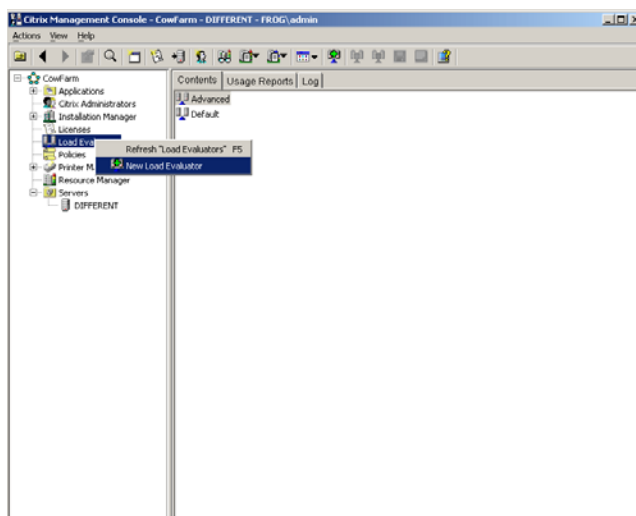 Citrix Management Console - CowFarm - DIFFERENT - FROG\admin
Actions View Help
CowFarm
Applications
Citrix Administrators
Installation Manager
Licenses
Load Eva
Policies
Printer M
Resource Manager
Servers
DIFFERENT
Contents Usage Reports Log
Advanced
Default
Refresh "Load Evaluators" F5
New Load Evaluator